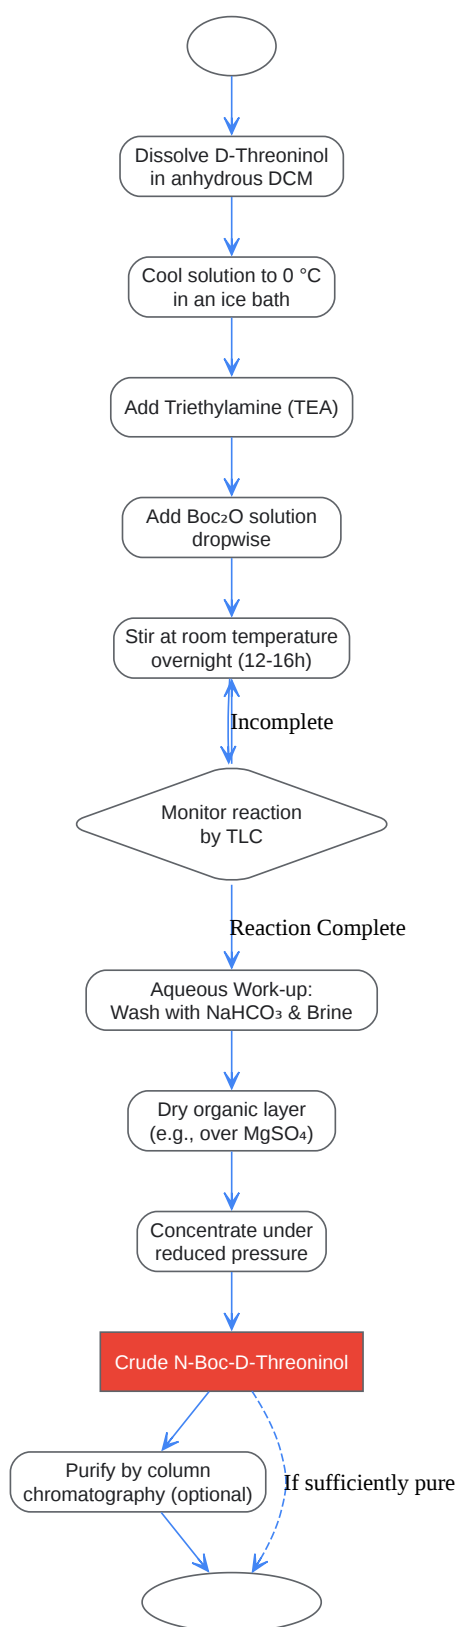 Dissolve D-Threoninol
in anhydrous DCM
Cool solution to 0 °C
in an ice bath
Add Triethylamine (TEA)
Add Boc₂O solution
dropwise
Stir at room temperature
overnight (12-16h)
Incomplete
Monitor reaction
by TLC
Reaction Complete
Aqueous Work-up:
Wash with NaHCO₃ & Brine
Dry organic layer
(e.g., over MgSO₄)
Concentrate under
reduced pressure
Crude N-Boc-D-Threoninol
Purify by column
chromatography (optional)
If sufficiently pure